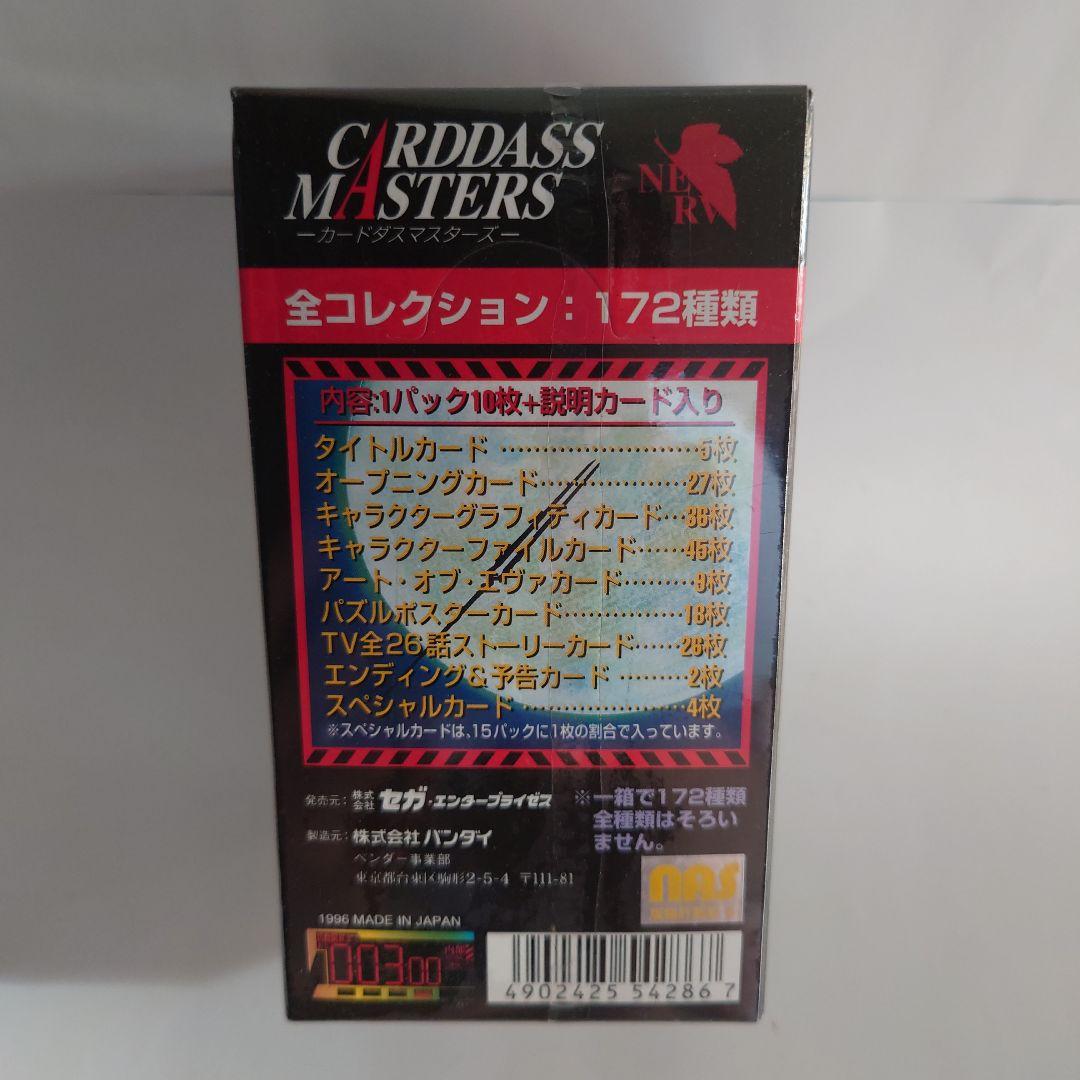 CARDDASS
MASTERS
—カードダスマスターズ—
NERV
全コレクション:172種類
内容:1パック10枚+説明カード入り
タイトルカード ……………………5枚
オープニングカード………………27枚
キャラクターグラフィティカード…36枚
キャラクターファイルカード……45枚
アート・オブ・エヴァカード………9枚
パズルポスターカード……………18枚
TV全26話ストーリーカード……26枚
エンディング&予告カード ………2枚
スペシャルカード …………………4枚
※スペシャルカードは、15パックに1枚の割合で入っています。
発売元:株式会社 セガ・エンタープライゼス
製造元:株式会社 バンダイ
ベンダー事業部
東京都台東区駒形2-5-4 〒111-81
※一箱で172種類
全種類はそろい
ません。
NAS
1996 MADE IN JAPAN
003:00
内部
4902425 542867